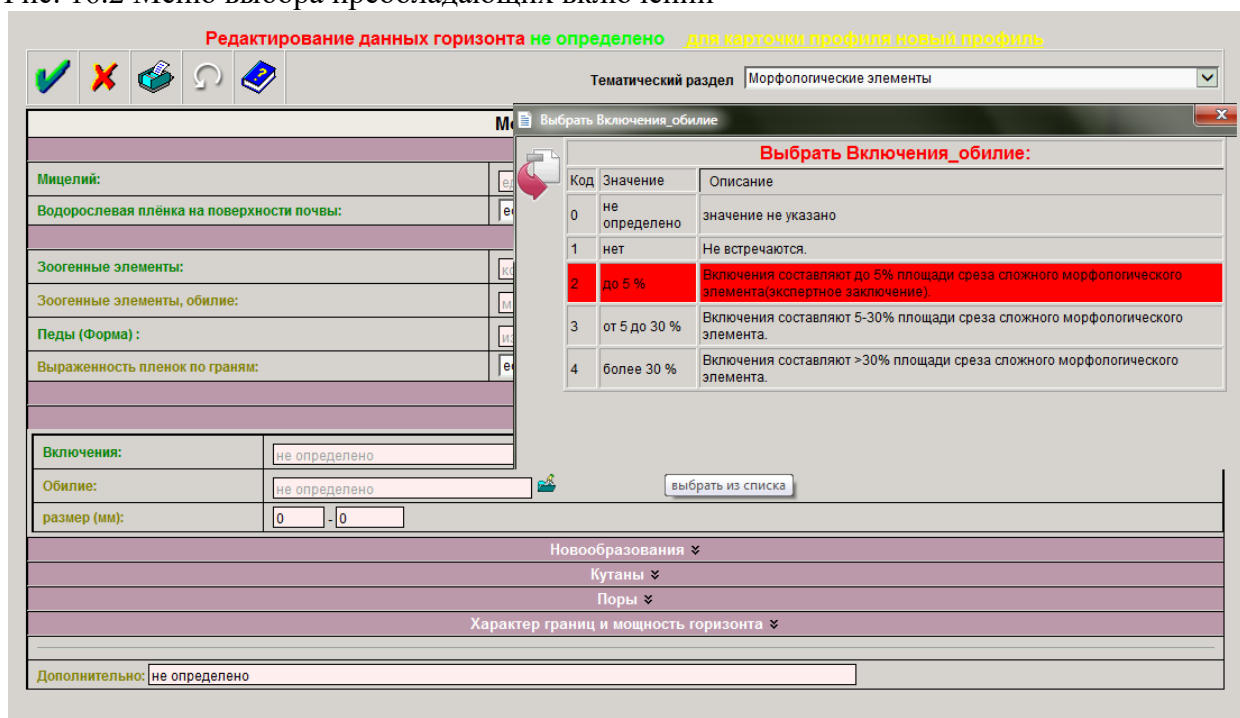 Рис. 10.2 Меню выбора преобладающих включений
Редактирование данных горизонта не определено для карточки профиля новый профиль
Тематический раздел Морфологические элементы
Выбрать Включения_обилие
Выбрать Включения_обилие:
Код Значение Описание
0 не определено значение не указано
1 нет Не встречаются.
2 до 5 % Включения составляют до 5% площади среза сложного морфологического
элемента(экспертное заключение).
3 от 5 до 30 % Включения составляют 5-30% площади среза сложного морфологического
элемента.
4 более 30 % Включения составляют >30% площади среза сложного морфологического
элемента.
Мицелий:
Водорослевая плёнка на поверхности почвы:
Зоогенные элементы:
Зоогенные элементы, обилие:
Педы (Форма) :
Выраженность пленок по граням:
Включения: не определено
Обилие: не определено
выбрать из списка
размер (мм): 0 - 0
Новообразования
Кутаны
Поры
Характер границ и мощность горизонта
Дополнительно: не определено